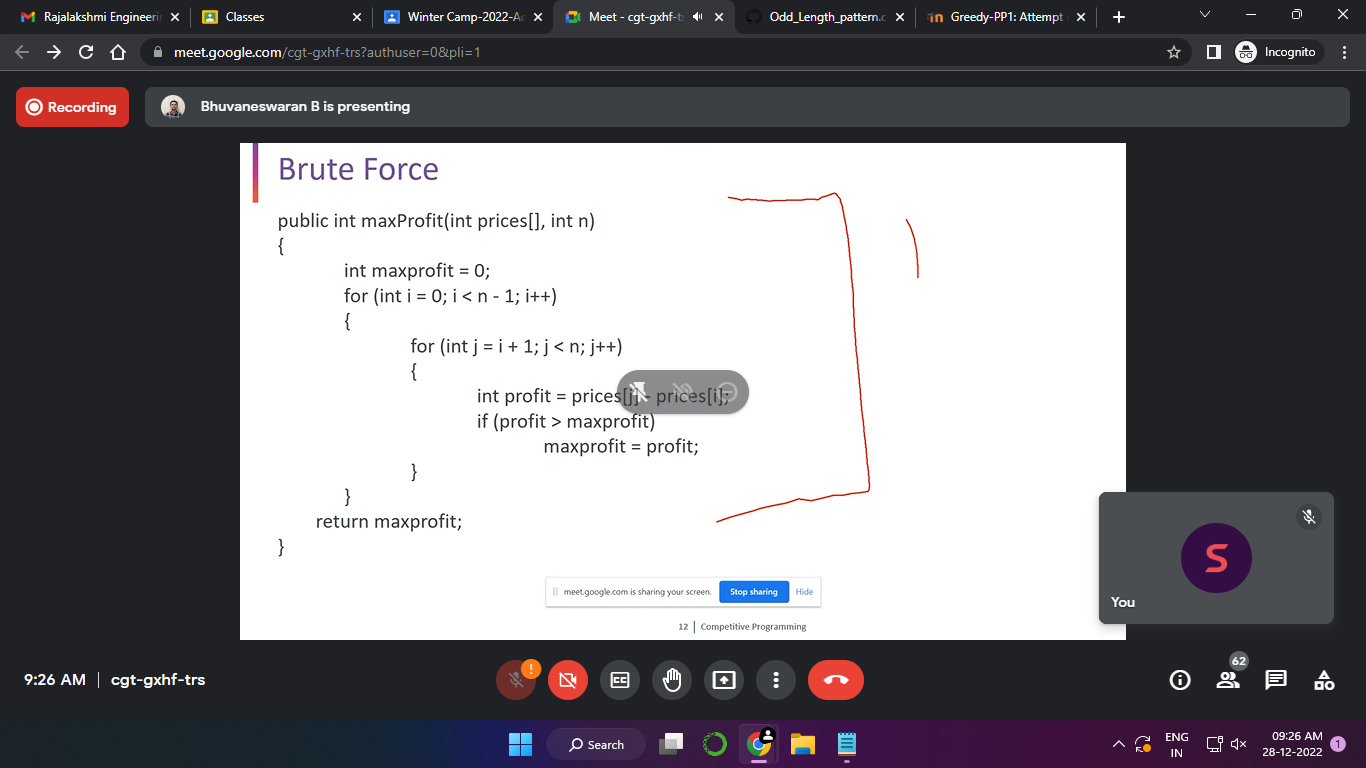 Rajalakshmi Engineeri
Classes
Winter Camp-2022-Ac
Meet - cgt-gxhf-tr
Odd_Length_pattern.c
Greedy-PP1: Attempt
meet.google.com/cgt-gxhf-trs?authuser=0&pli=1
Incognito
Recording
Bhuvaneswaran B is presenting
Brute Force
public int maxProfit(int prices[], int n)
{
int maxprofit = 0;
for (int i = 0; i < n - 1; i++)
{
for (int j = i + 1; j < n; j++)
{
int profit = prices[j] - prices[i];
if (profit > maxprofit)
maxprofit = profit;
}
}
return maxprofit;
}
meet.google.com is sharing your screen. Stop sharing Hide
12 | Competitive Programming
S
You
9:26 AM | cgt-gxhf-trs
62
Search
ENG
IN
09:26 AM
28-12-2022
1